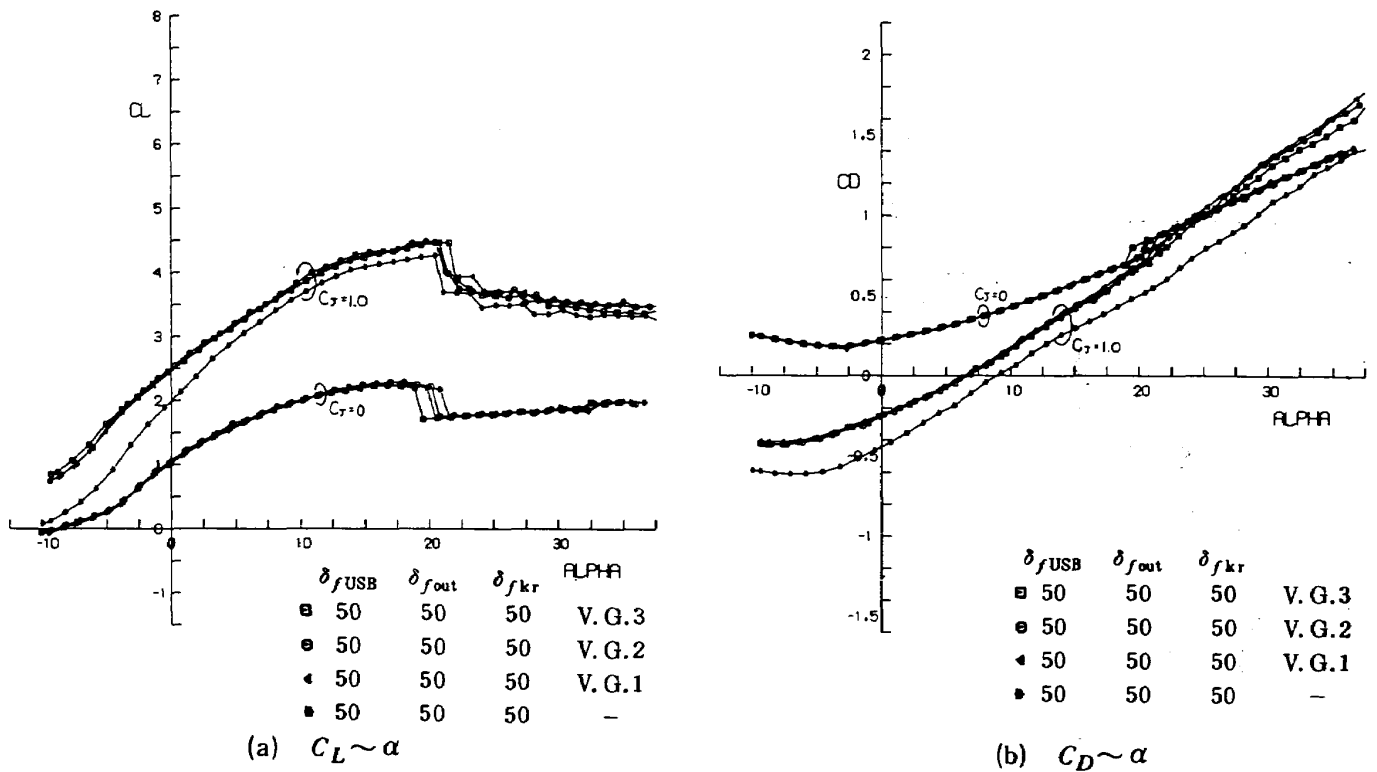 8
7
6
5
4
3
2
1
0
-1
CL
-10
0
10
20
30
ALPHA
C_J=1.0
C_J=0
δ_fUSB δ_fout δ_fkr
50 50 50 V.G.3
50 50 50 V.G.2
50 50 50 V.G.1
50 50 50 –
(a) C_L～α
2
1.5
1
0.5
0
-0.5
-1
-1.5
CD
-10
0
10
20
30
ALPHA
C_J=0
C_J=1.0
δ_fUSB δ_fout δ_fkr
50 50 50 V.G.3
50 50 50 V.G.2
50 50 50 V.G.1
50 50 50 –
(b) C_D～α